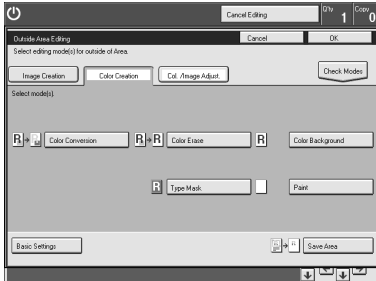 Cancel Editing
Q'ty 1
Copy 0
Outside Area Editing
Cancel
OK
Select editing mode(s) for outside of Area.
Image Creation
Color Creation
Col. /Image Adjust.
Check Modes
Select mode(s).
R R Color Conversion
R R Color Erase
R Color Background
R Type Mask
Paint
Basic Settings
Save Area